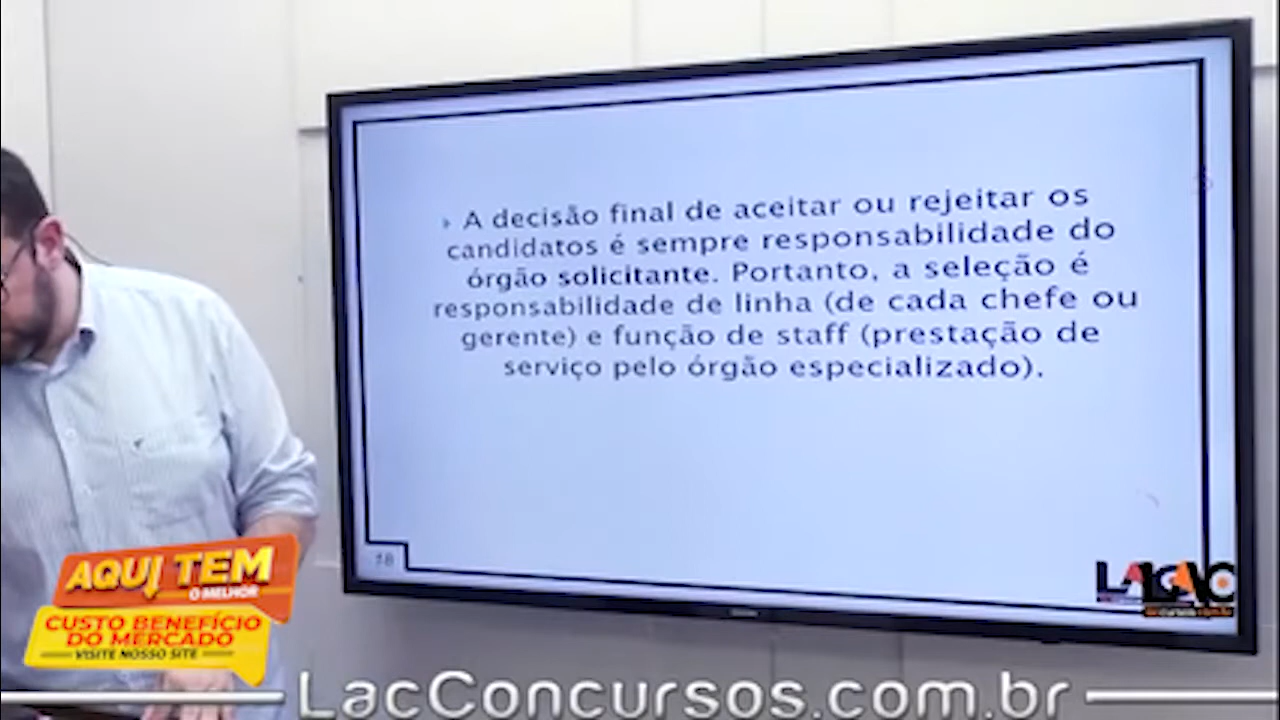 › A decisão final de aceitar ou rejeitar os
candidatos é sempre responsabilidade do
órgão solicitante. Portanto, a seleção é
responsabilidade de linha (de cada chefe ou
gerente) e função de staff (prestação de
serviço pelo órgão especializado).
18
AQUI TEM
O MELHOR
CUSTO BENEFÍCIO
DO MERCADO
VISITE NOSSO SITE
LacConcursos.com.br